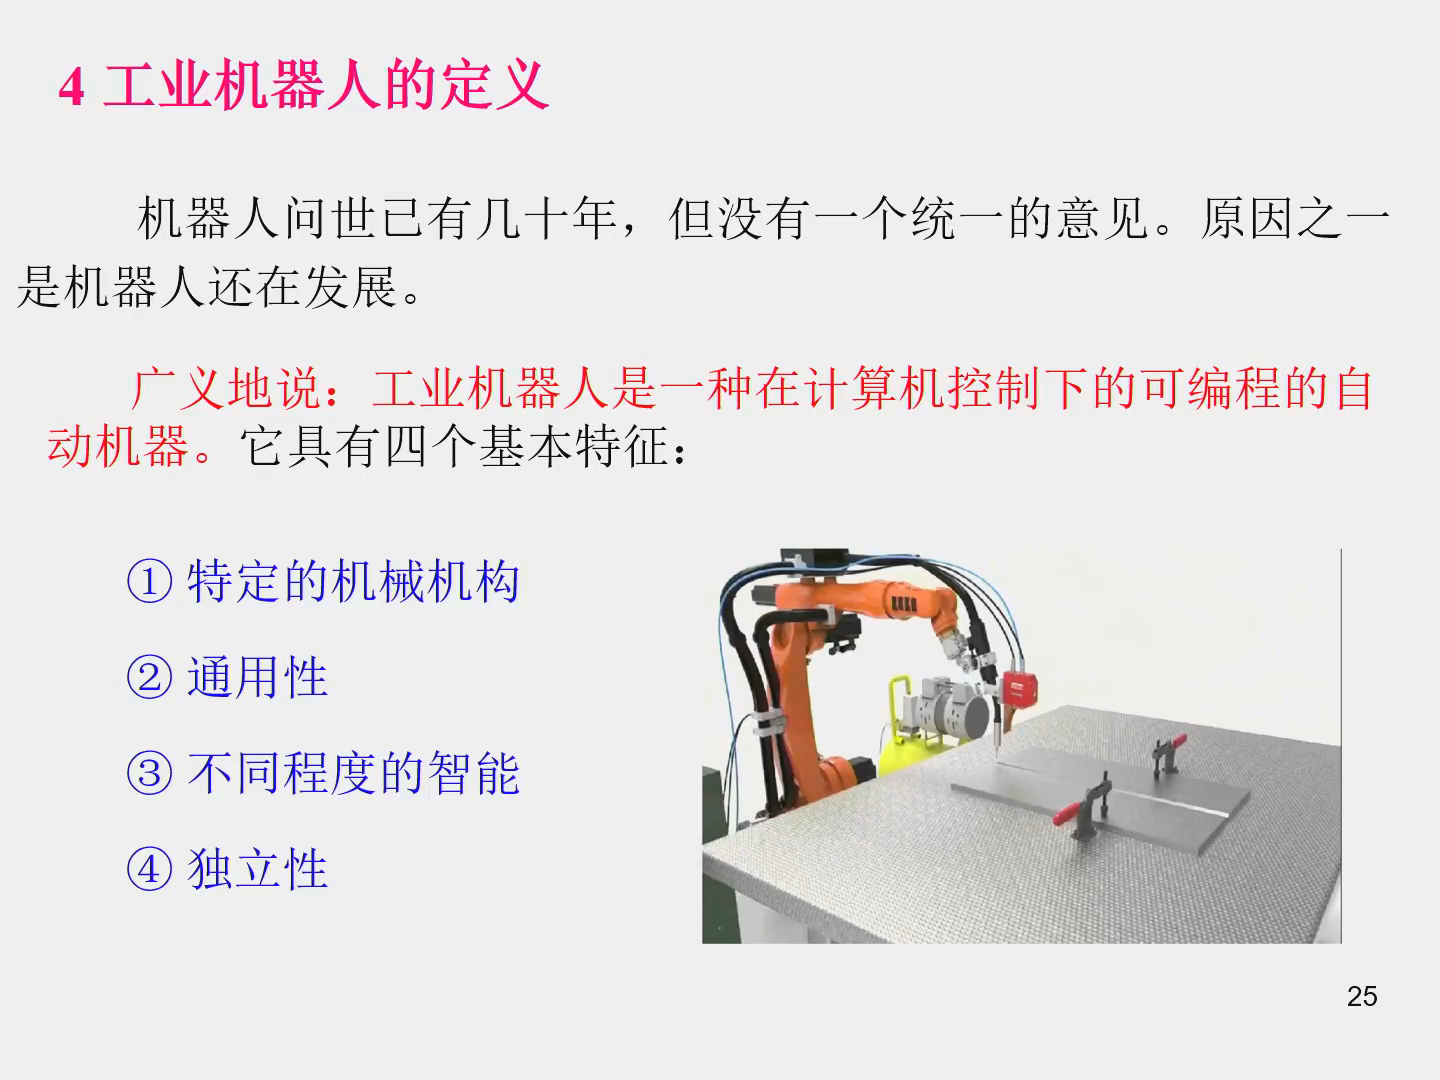 4 工业机器人的定义
机器人问世已有几十年，但没有一个统一的意见。原因之一
是机器人还在发展。
广义地说：工业机器人是一种在计算机控制下的可编程的自
动机器。它具有四个基本特征：
① 特定的机械机构
② 通用性
③ 不同程度的智能
④ 独立性
25